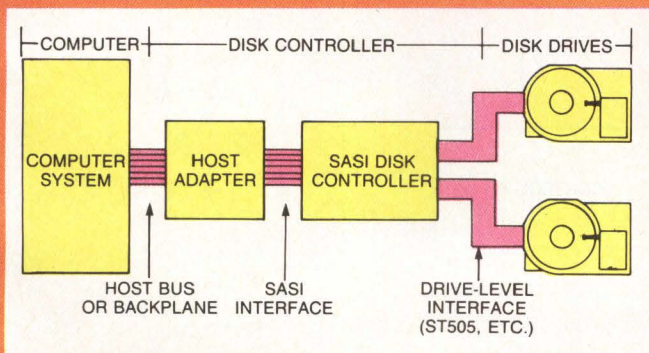 COMPUTER
DISK CONTROLLER
DISK DRIVES
COMPUTER
SYSTEM
HOST
ADAPTER
SASI DISK
CONTROLLER
HOST BUS
OR BACKPLANE
SASI
INTERFACE
DRIVE-LEVEL
INTERFACE
(ST505, ETC.)